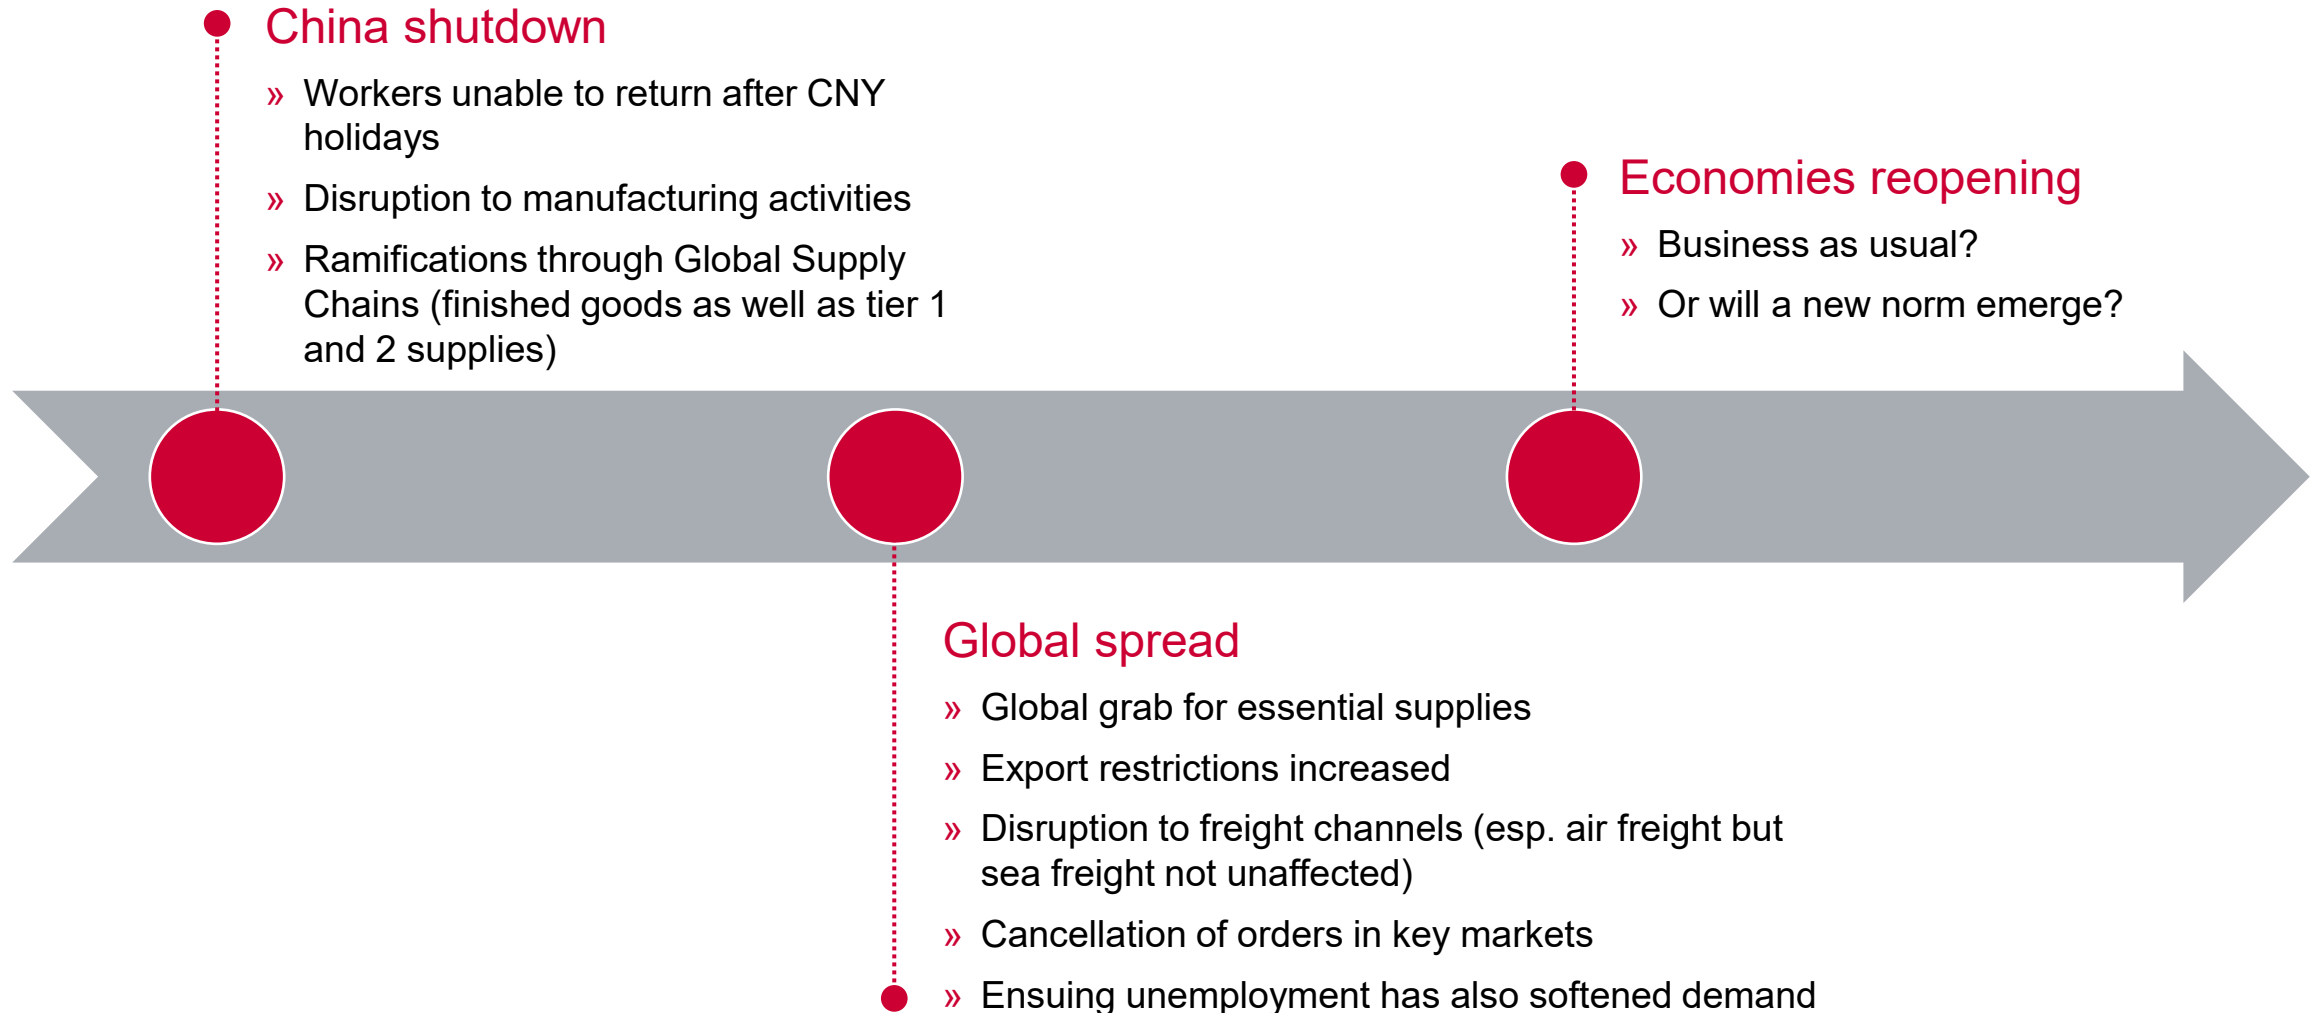 China shutdown
» Workers unable to return after CNY
holidays
» Disruption to manufacturing activities
» Ramifications through Global Supply
Chains (finished goods as well as tier 1
and 2 supplies)
Global spread
» Global grab for essential supplies
» Export restrictions increased
» Disruption to freight channels (esp. air freight but
sea freight not unaffected)
» Cancellation of orders in key markets
» Ensuing unemployment has also softened demand
Economies reopening
» Business as usual?
» Or will a new norm emerge?